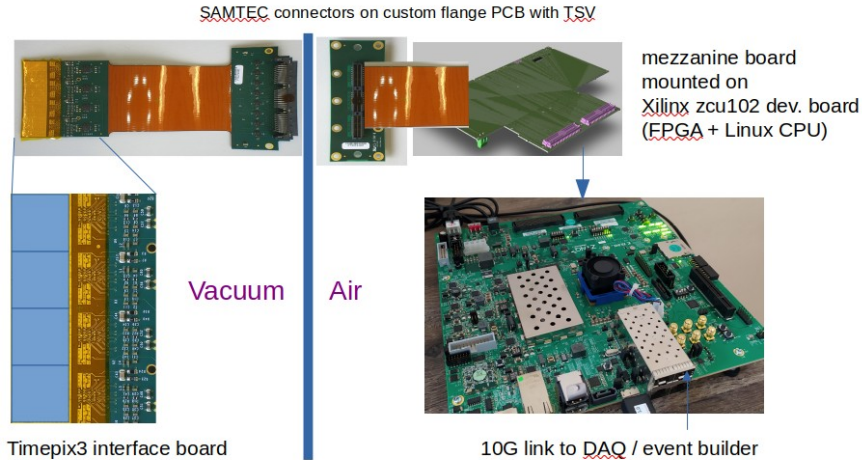 SAMTEC connectors on custom flange PCB with TSV
mezzanine board
mounted on
Xilinx zcu102 dev. board
(FPGA + Linux CPU)
Vacuum
Air
Timepix3 interface board
10G link to DAQ / event builder